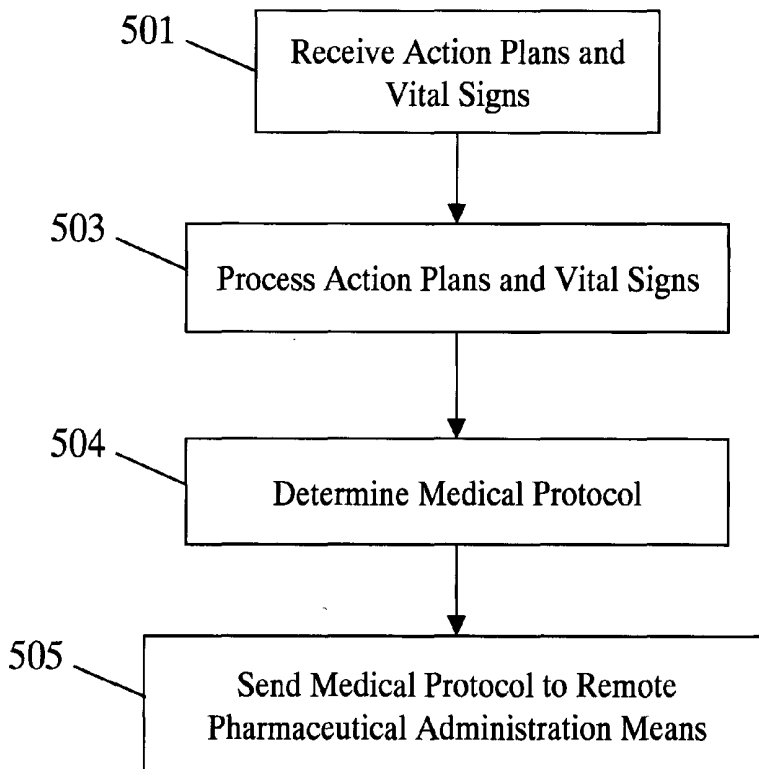 501
Receive Action Plans and
Vital Signs
503
Process Action Plans and Vital Signs
504
Determine Medical Protocol
505
Send Medical Protocol to Remote
Pharmaceutical Administration Means